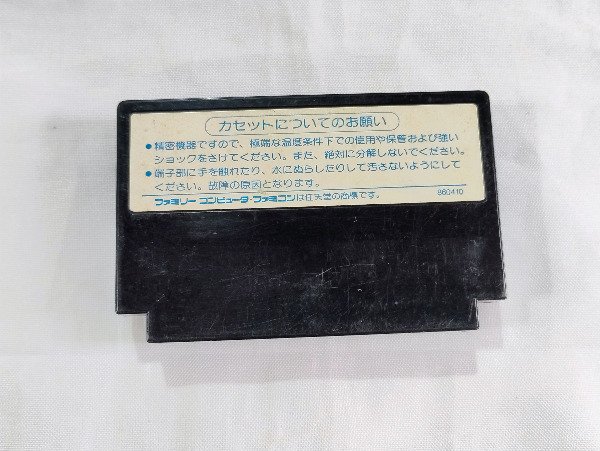 カセットについてのお願い
●精密機器ですので、極端な温度条件下での使用や保管および強い
ショックをさけてください。また、絶対に分解しないでください。
●端子部に手を触れたり、水にぬらしたりして汚さないようにして
ください。故障の原因となります。
ファミリー コンピュータ・ファミコンは任天堂の商標です。
860410